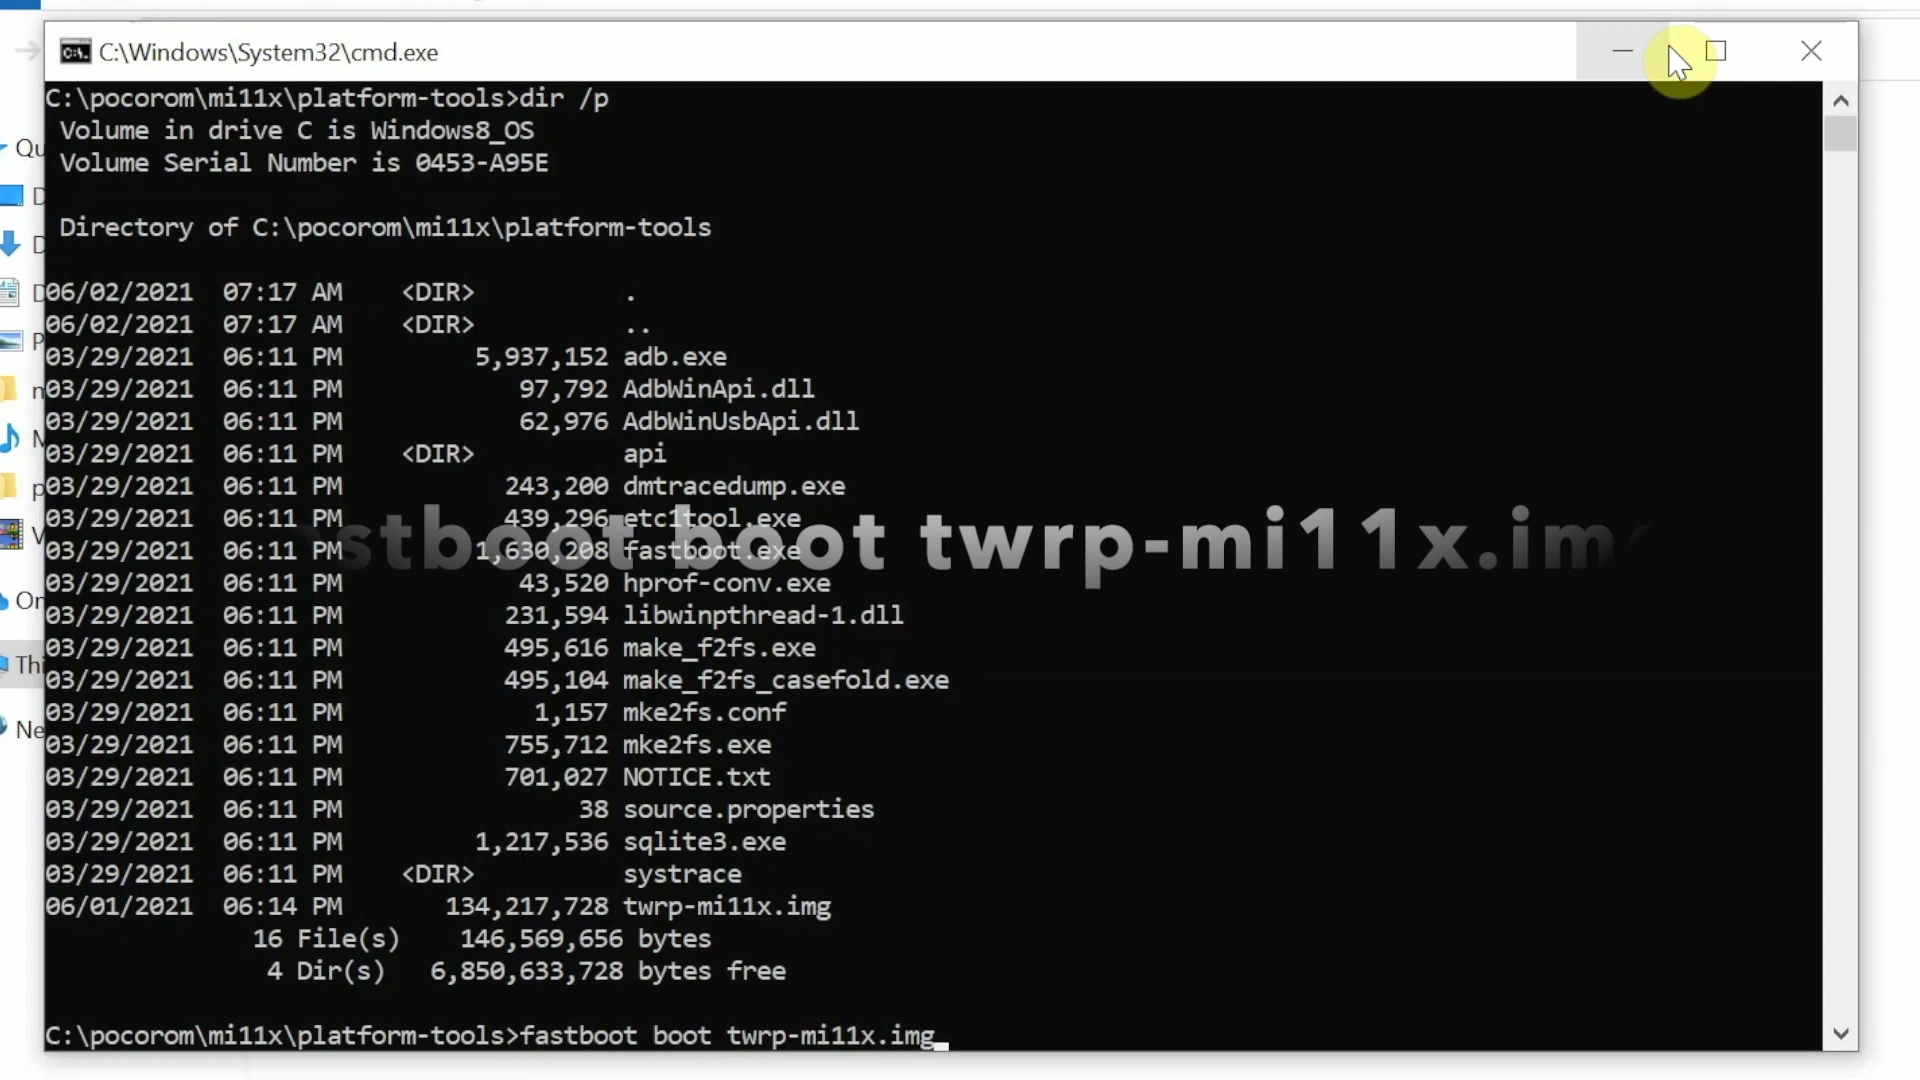 C:\Windows\System32\cmd.exe
C:\pocorom\mi11x\platform-tools>dir /p
Volume in drive C is Windows8_OS
Volume Serial Number is 0453-A95E
Directory of C:\pocorom\mi11x\platform-tools
06/02/2021 07:17 AM <DIR> .
06/02/2021 07:17 AM <DIR> ..
03/29/2021 06:11 PM 5,937,152 adb.exe
03/29/2021 06:11 PM 97,792 AdbWinApi.dll
03/29/2021 06:11 PM 62,976 AdbWinUsbApi.dll
03/29/2021 06:11 PM <DIR> api
03/29/2021 06:11 PM 243,200 dmtracedump.exe
03/29/2021 06:11 PM 439,296 etc1tool.exe
03/29/2021 06:11 PM 1,630,208 fastboot.exe
boot twrp-mi11x.im
03/29/2021 06:11 PM 43,520 hprof-conv.exe
03/29/2021 06:11 PM 231,594 libwinpthread-1.dll
03/29/2021 06:11 PM 495,616 make_f2fs.exe
03/29/2021 06:11 PM 495,104 make_f2fs_casefold.exe
03/29/2021 06:11 PM 1,157 mke2fs.conf
03/29/2021 06:11 PM 755,712 mke2fs.exe
03/29/2021 06:11 PM 701,027 NOTICE.txt
03/29/2021 06:11 PM 38 source.properties
03/29/2021 06:11 PM 1,217,536 sqlite3.exe
03/29/2021 06:11 PM <DIR> systrace
06/01/2021 06:14 PM 134,217,728 twrp-mi11x.img
16 File(s) 146,569,656 bytes
4 Dir(s) 6,850,633,728 bytes free
C:\pocorom\mi11x\platform-tools>fastboot boot twrp-mi11x.img